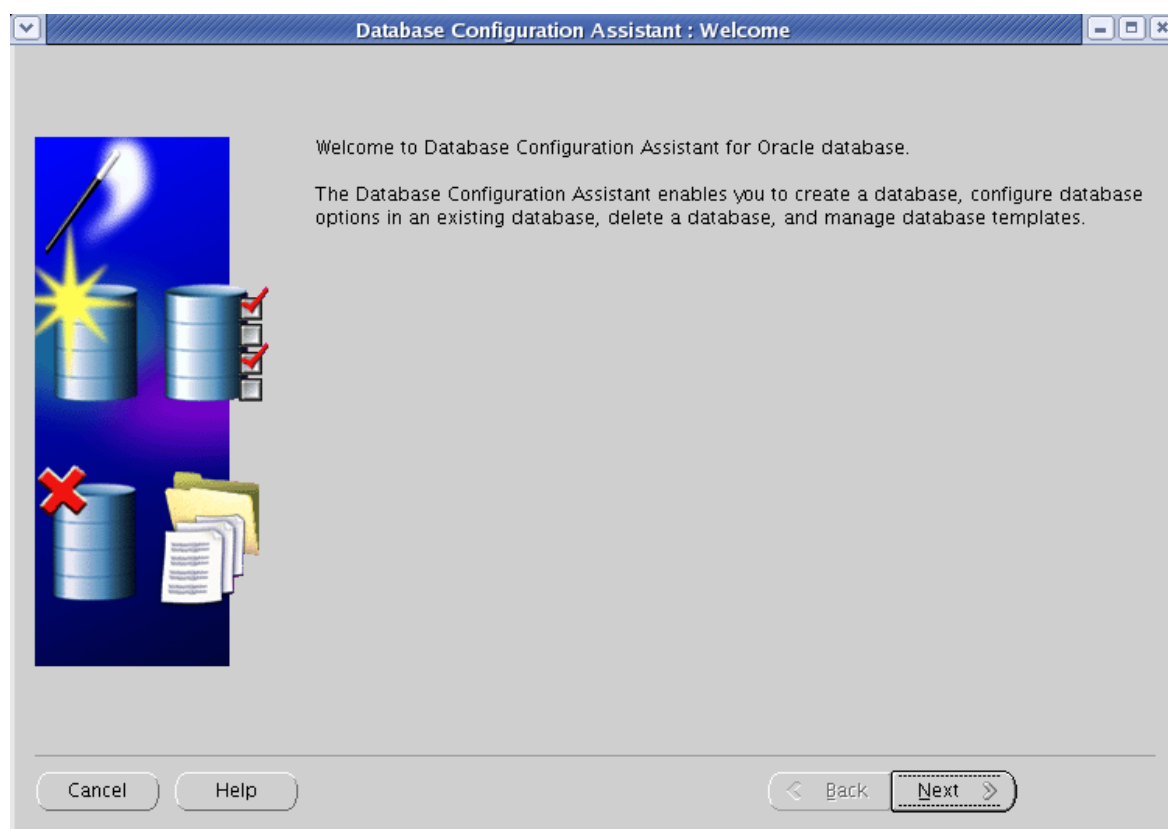 Database Configuration Assistant : Welcome
Welcome to Database Configuration Assistant for Oracle database.
The Database Configuration Assistant enables you to create a database, configure database
options in an existing database, delete a database, and manage database templates.
Cancel Help Back Next